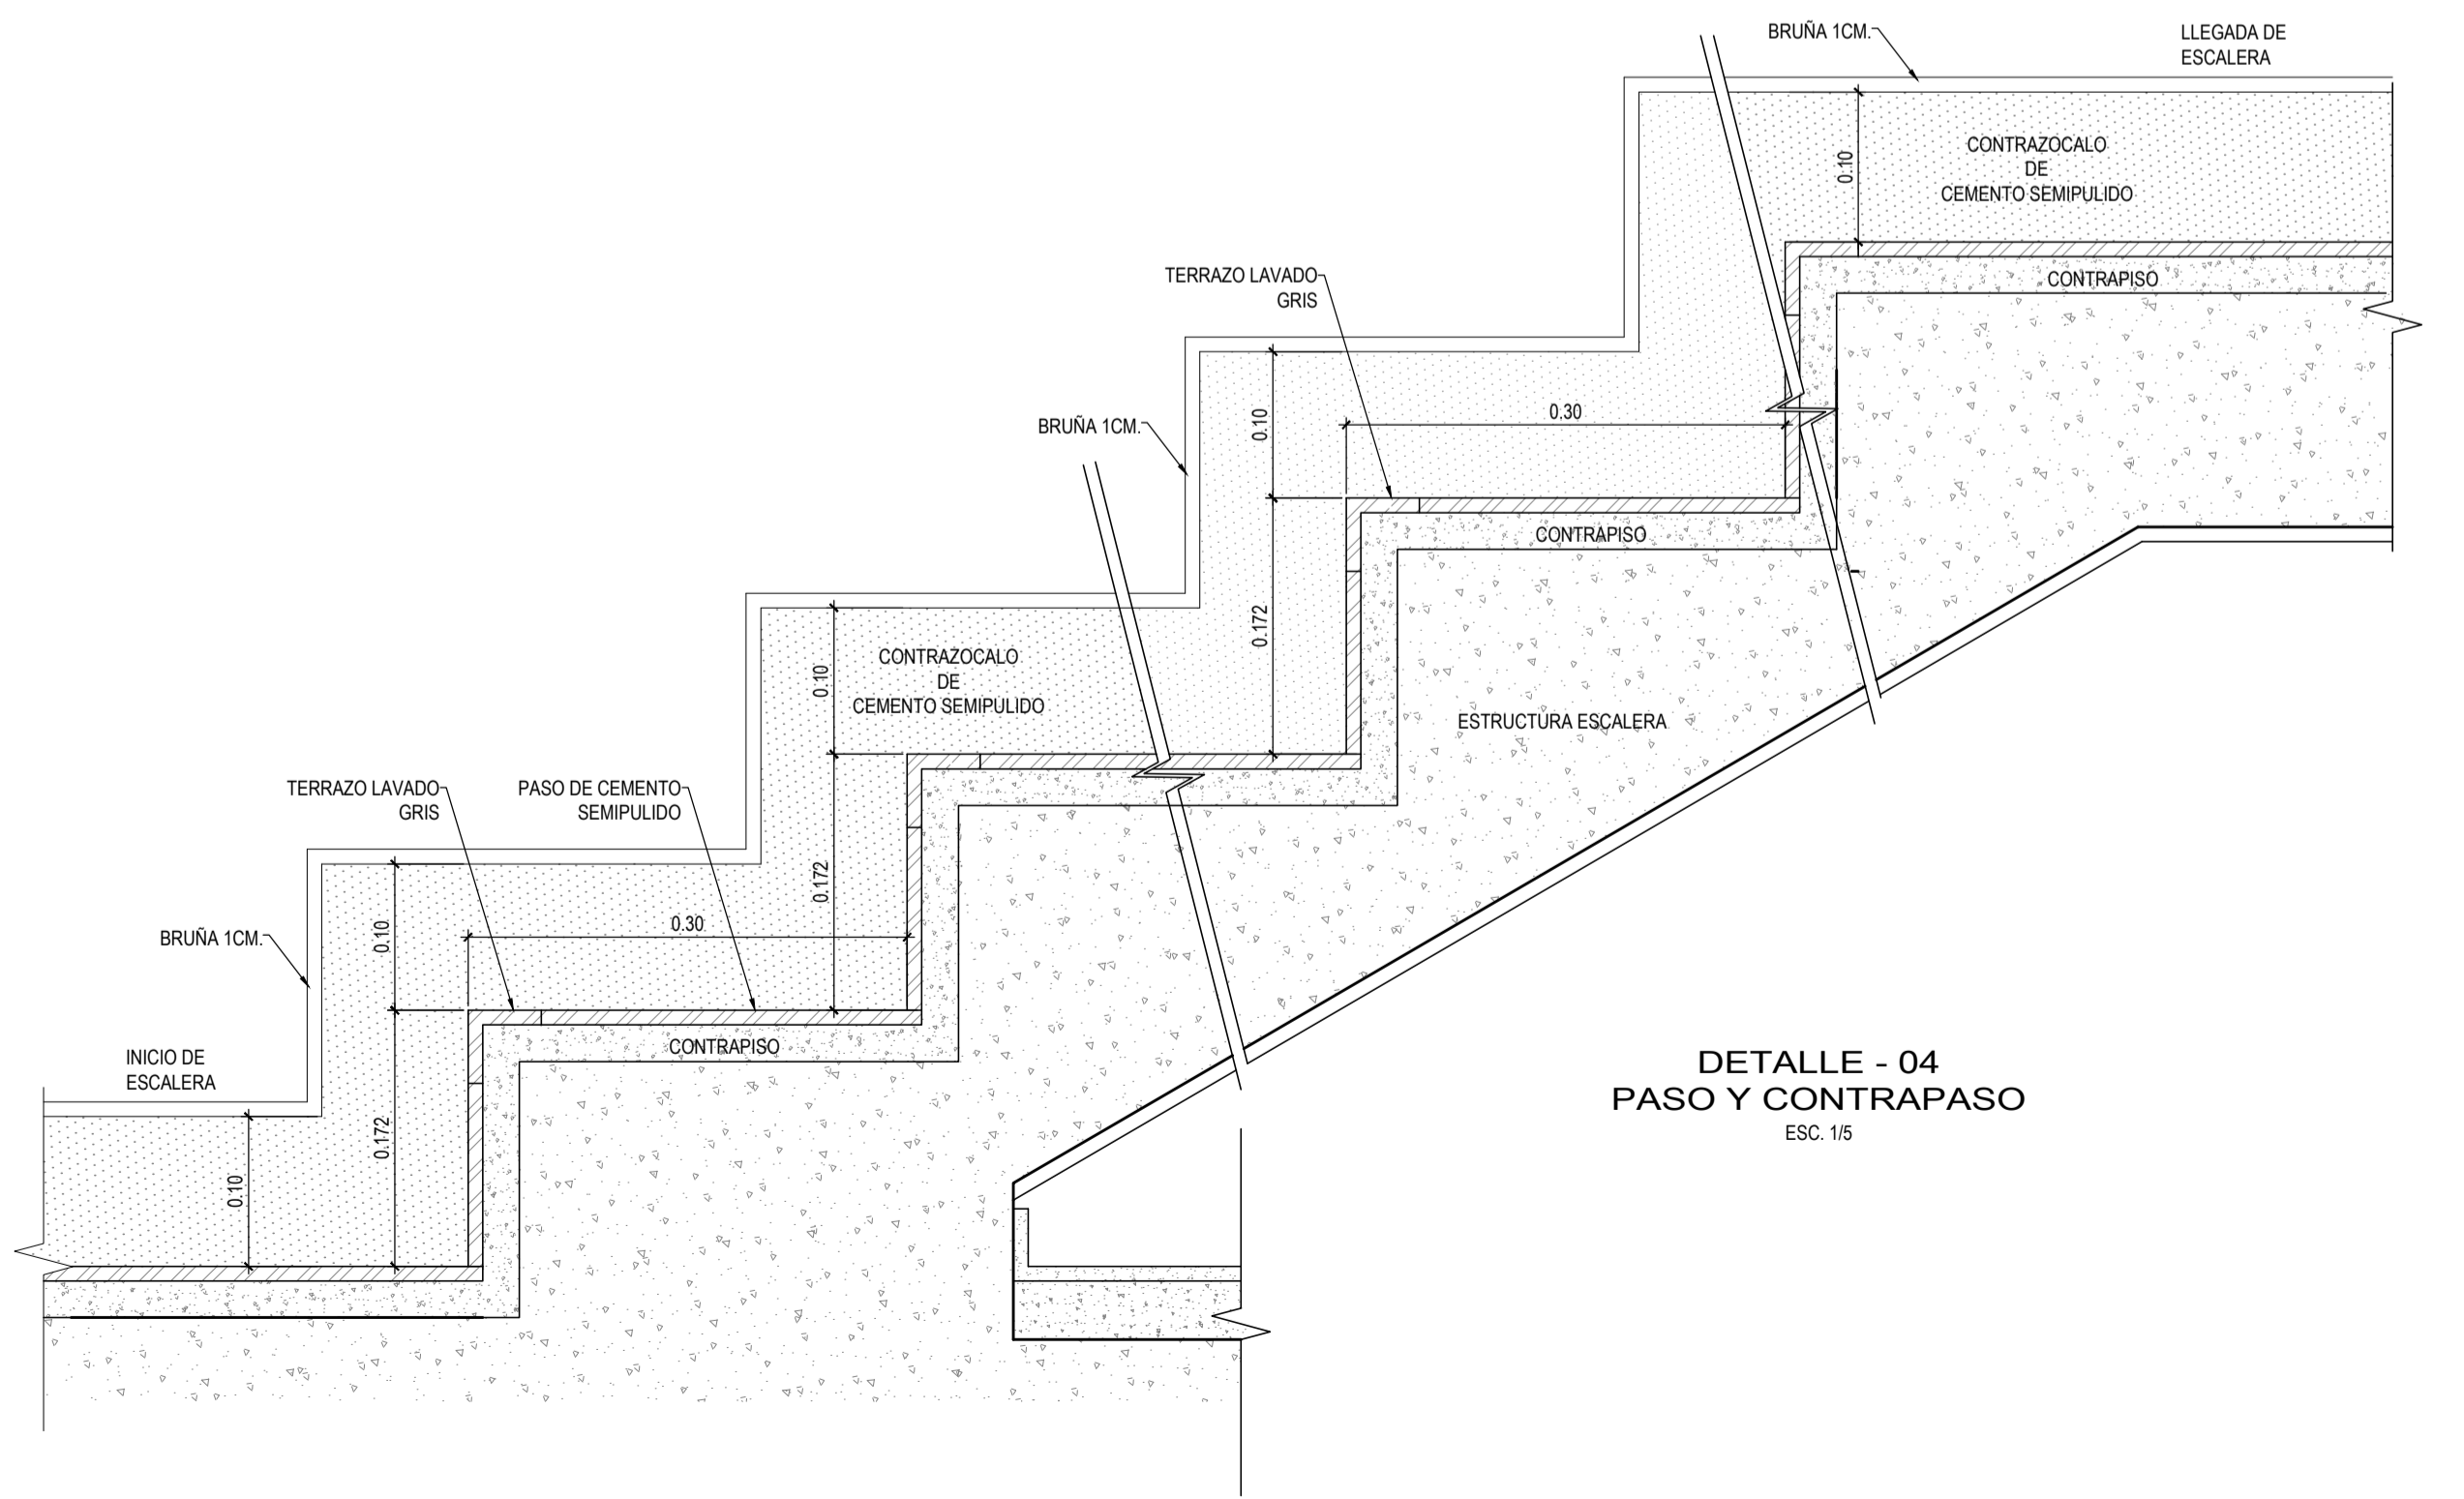 BRUÑA 1CM.
LLEGADA DE
ESCALERA
CONTRAZOCALO
DE
CEMENTO SEMIPULIDO
0.10
CONTRAPISO
TERRAZO LAVADO
GRIS
BRUÑA 1CM.
0.10
0.30
CONTRAPISO
0.172
ESTRUCTURA ESCALERA
CONTRAZOCALO
DE
CEMENTO SEMIPULIDO
0.10
TERRAZO LAVADO
GRIS
PASO DE CEMENTO
SEMIPULIDO
0.172
BRUÑA 1CM.
0.10
0.30
CONTRAPISO
INICIO DE
ESCALERA
0.172
0.10
DETALLE - 04
PASO Y CONTRAPASO
ESC. 1/5